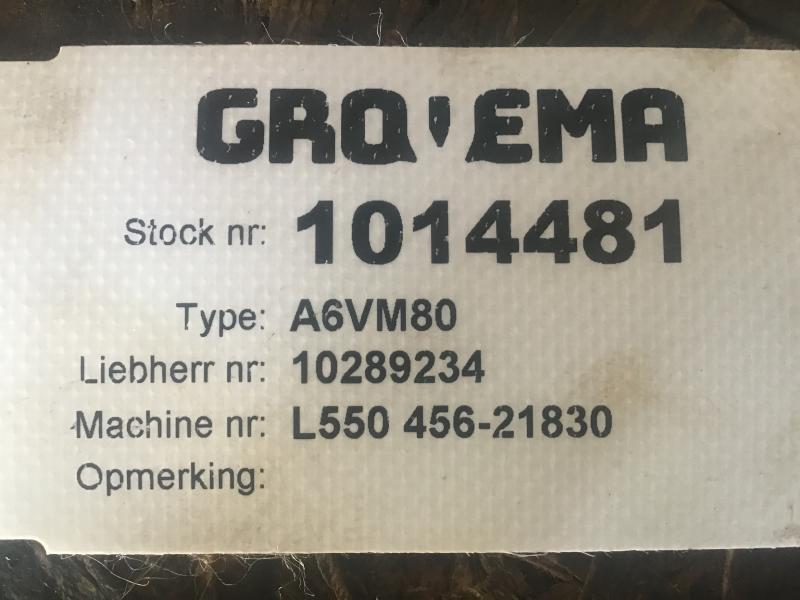 GRO'EMA
Stock nr: 1014481
Type: A6VM80
Liebherr nr: 10289234
Machine nr: L550 456-21830
Opmerking: